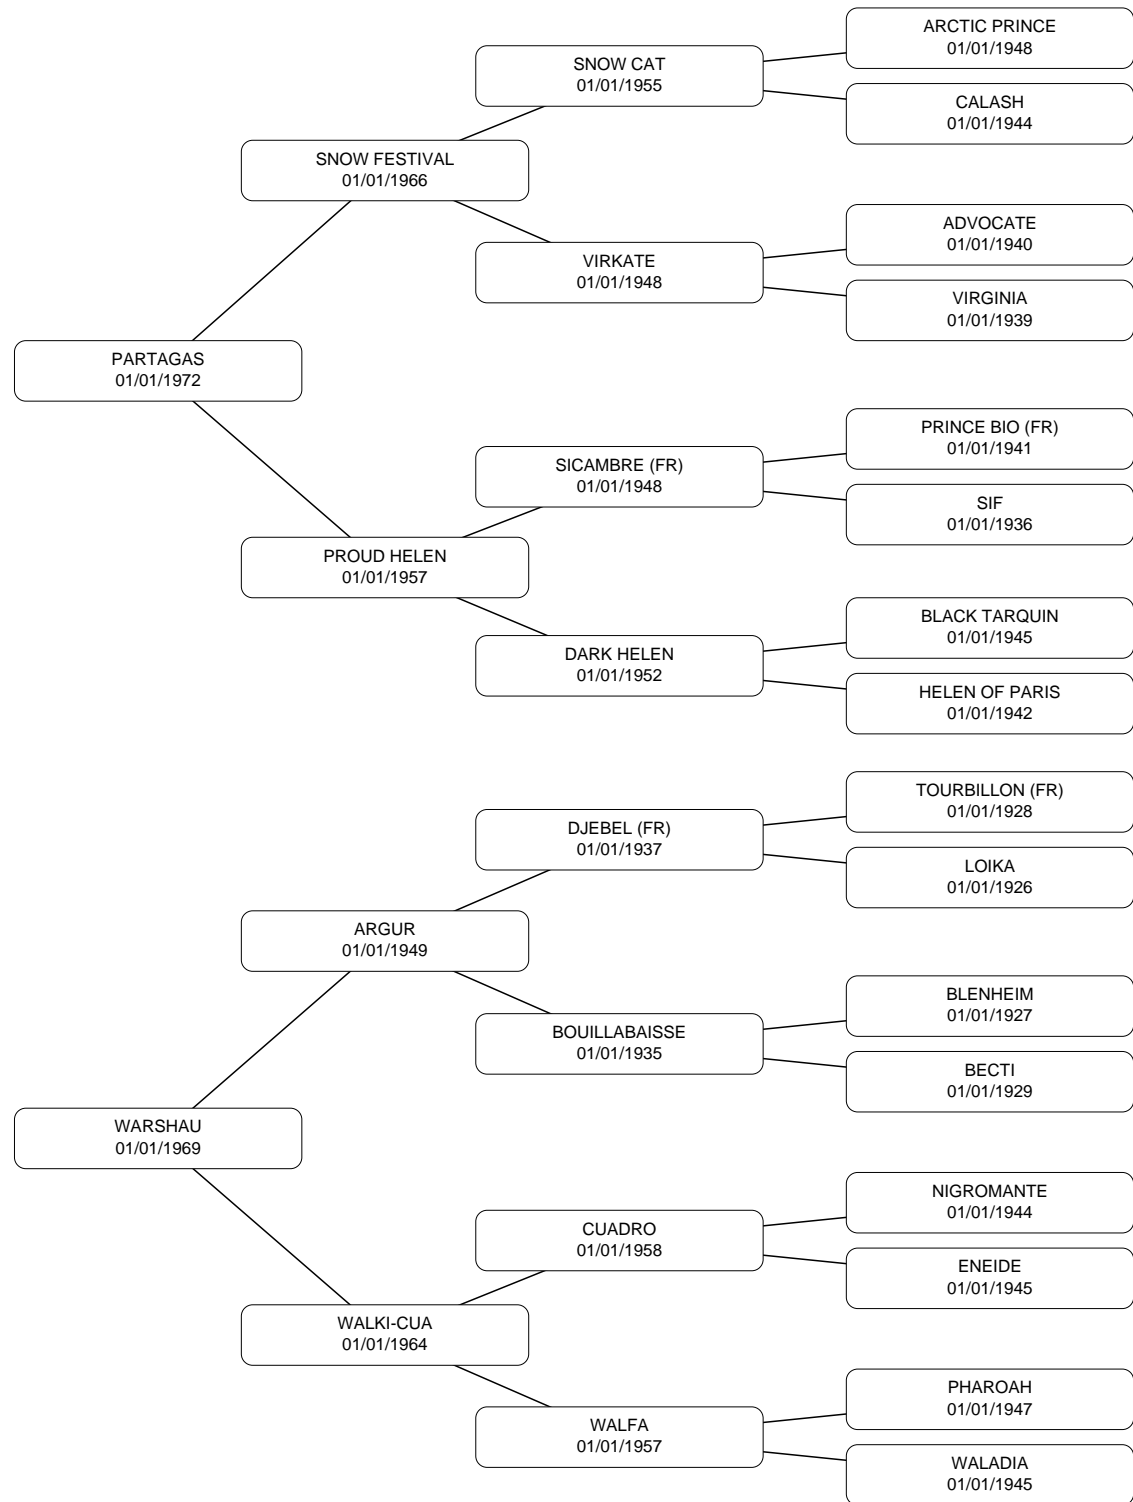 ARCTIC PRINCE
01/01/1948
SNOW CAT
01/01/1955
CALASH
01/01/1944
SNOW FESTIVAL
01/01/1966
ADVOCATE
01/01/1940
VIRKATE
01/01/1948
VIRGINIA
01/01/1939
PARTAGAS
01/01/1972
PRINCE BIO (FR)
01/01/1941
SICAMBRE (FR)
01/01/1948
SIF
01/01/1936
PROUD HELEN
01/01/1957
BLACK TARQUIN
01/01/1945
DARK HELEN
01/01/1952
HELEN OF PARIS
01/01/1942
TOURBILLON (FR)
01/01/1928
DJEBEL (FR)
01/01/1937
LOIKA
01/01/1926
ARGUR
01/01/1949
BLENHEIM
01/01/1927
BOUILLABAISSE
01/01/1935
BECTI
01/01/1929
WARSHAU
01/01/1969
NIGROMANTE
01/01/1944
CUADRO
01/01/1958
ENEIDE
01/01/1945
WALKI-CUA
01/01/1964
PHAROAH
01/01/1947
WALFA
01/01/1957
WALADIA
01/01/1945